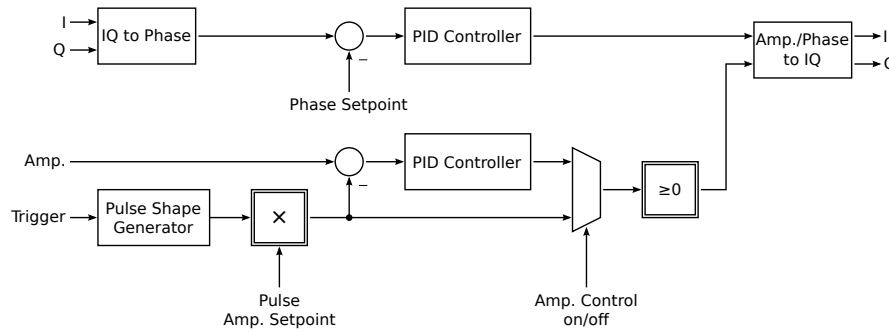 I
Q
IQ to Phase
−
Phase Setpoint
PID Controller
Amp./Phase
to IQ
I
Q
Amp.
−
PID Controller
Trigger
Pulse Shape
Generator
×
Pulse
Amp. Setpoint
Amp. Control
on/off
≥0